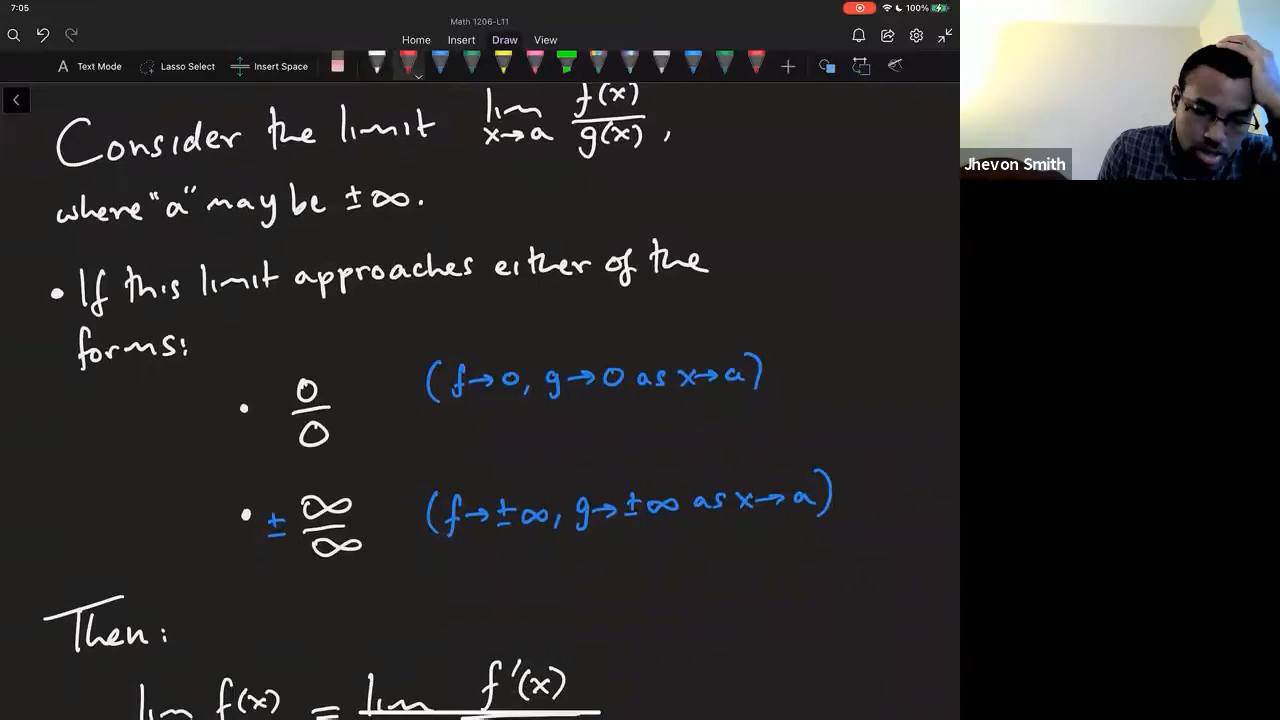 7:05
100%
Math 1206-L11
Home Insert Draw View
Text Mode Lasso Select Insert Space
Consider the limit lim x→a f(x)/g(x),
where "a" may be ±∞.
• If this limit approaches either of the
forms:
• 0/0 (f→0, g→0 as x→a)
• ± ∞/∞ (f→±∞, g→±∞ as x→a)
Then:
lim f(x) = lim f'(x)
Jhevon Smith